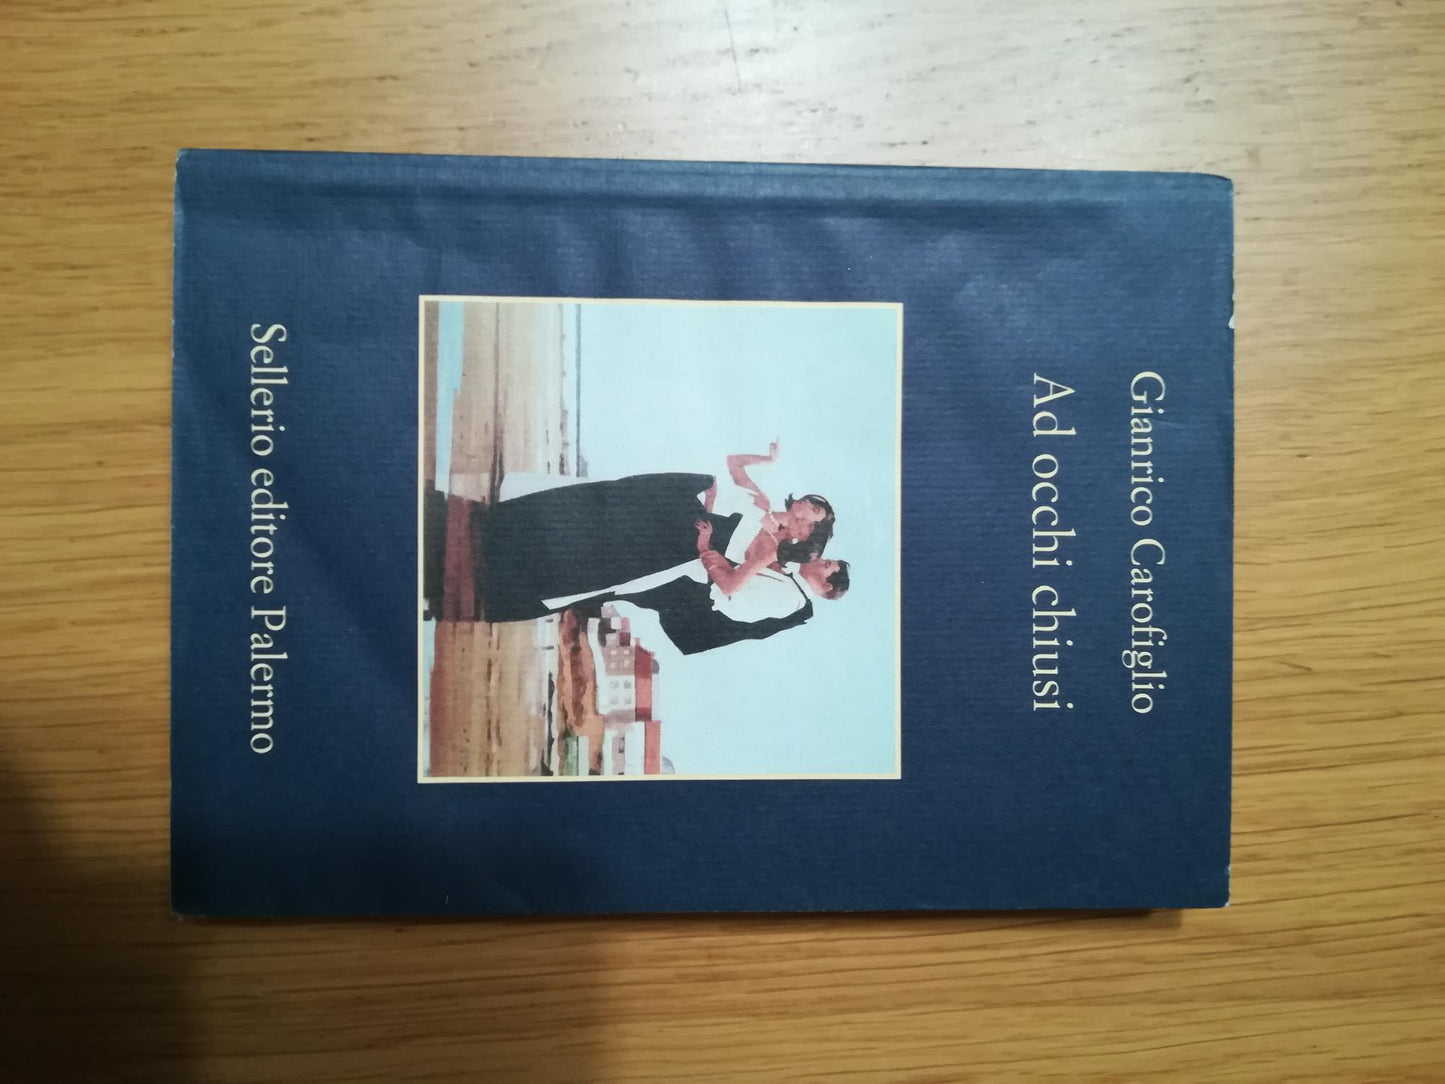 Gianrico Carofiglio
Ad occhi chiusi
Sellerio editore Palermo